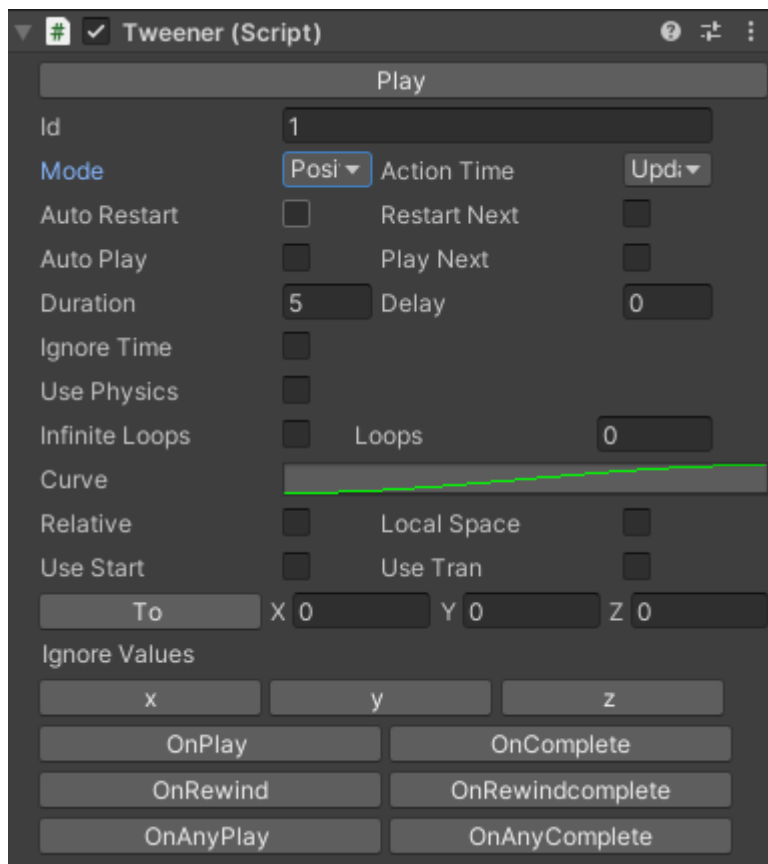 # Tweener (Script)
Play
Id 1
Mode Posi Action Time Upda
Auto Restart Restart Next
Auto Play Play Next
Duration 5 Delay 0
Ignore Time
Use Physics
Infinite Loops Loops 0
Curve
Relative Local Space
Use Start Use Tran
To X 0 Y 0 Z 0
Ignore Values
x y z
OnPlay OnComplete
OnRewind OnRewindcomplete
OnAnyPlay OnAnyComplete